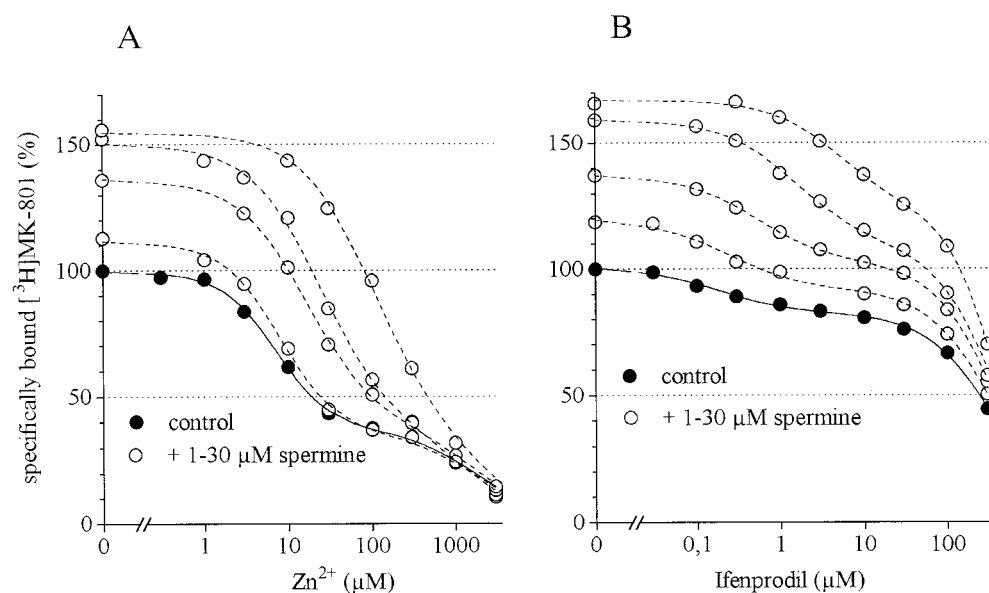 A
B
specifically bound [³H]MK-801 (%)
150
100
50
0
control
+ 1-30 µM spermine
0
1
10
100
1000
Zn²⁺ (µM)
150
100
50
0
control
+ 1-30 µM spermine
0
0,1
1
10
100
Ifenprodil (µM)